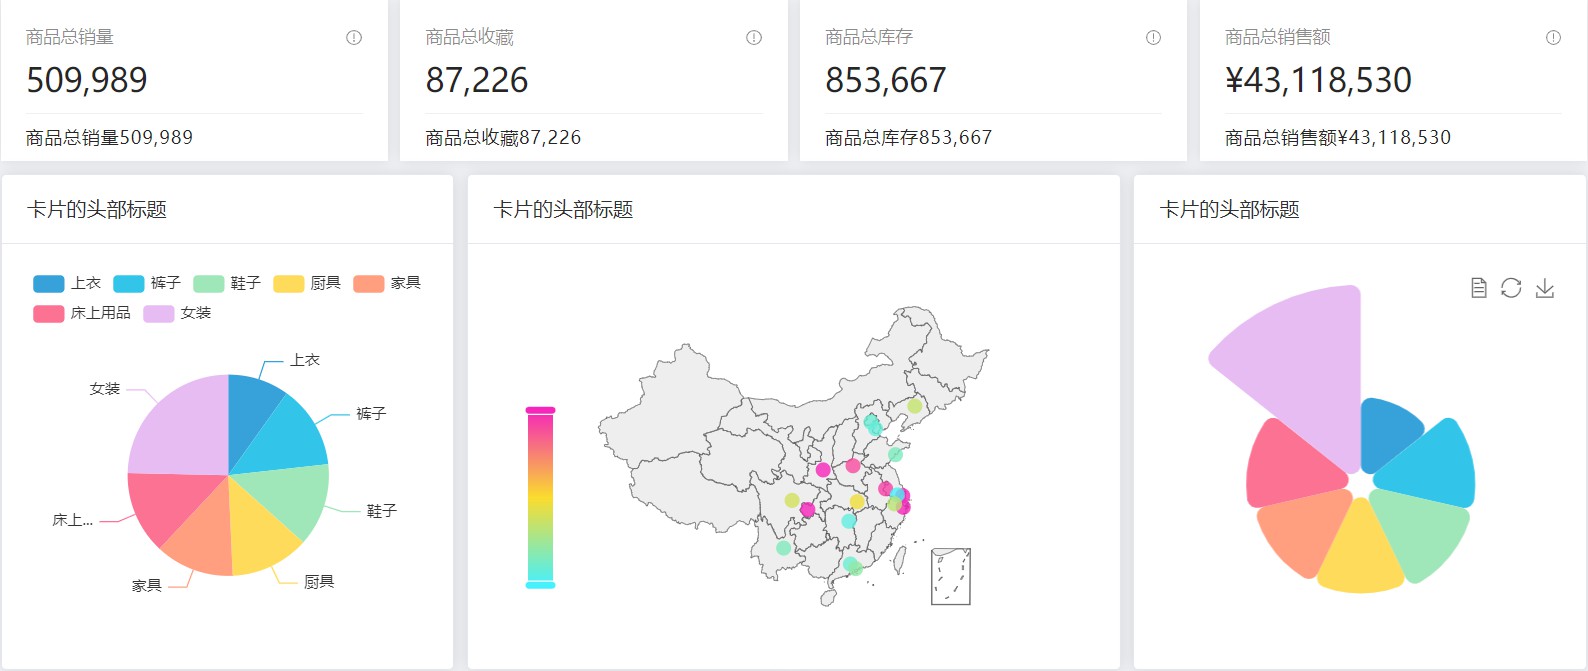 商品总销量
509,989
商品总销量509,989
商品总收藏
87,226
商品总收藏87,226
商品总库存
853,667
商品总库存853,667
商品总销售额
¥43,118,530
商品总销售额¥43,118,530
卡片的头部标题
上衣 裤子 鞋子 厨具 家具
床上用品 女装
上衣
女装
裤子
鞋子
床上...
厨具
家具
卡片的头部标题
卡片的头部标题